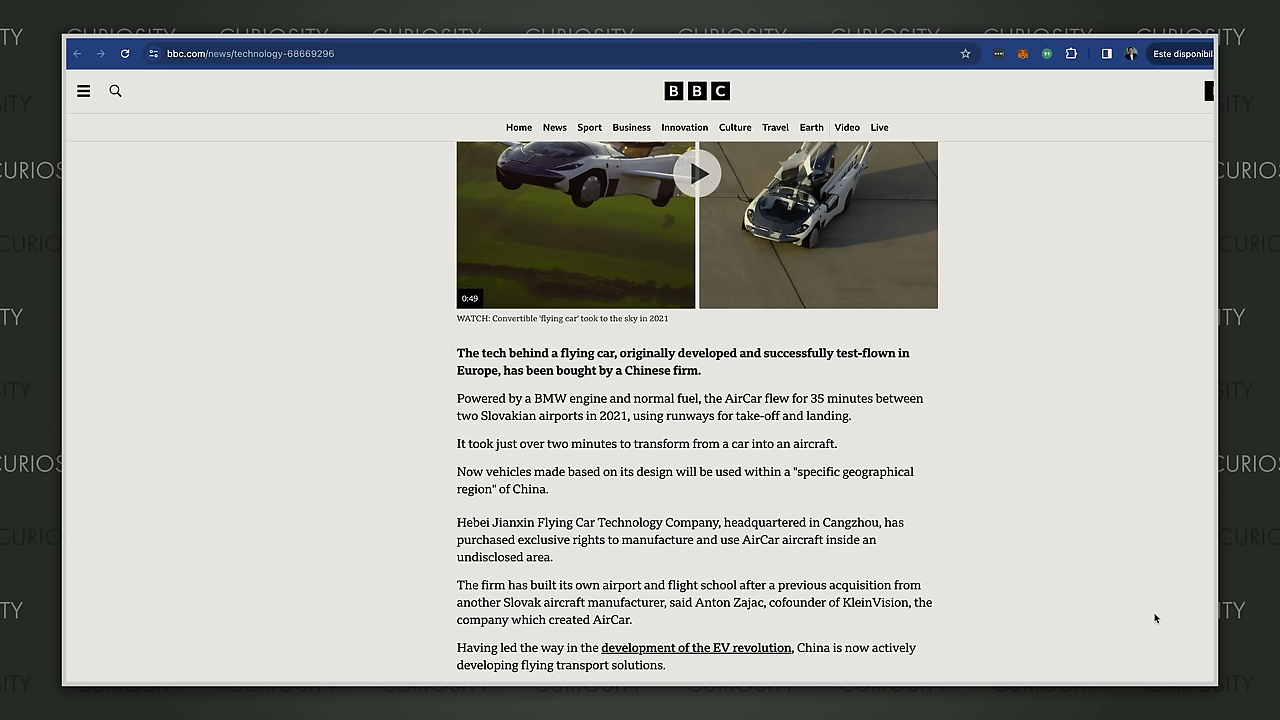 CURIOSITY
bbc.com/news/technology-68669296
Este disponibil
BBC
Home News Sport Business Innovation Culture Travel Earth Video Live
0:49
WATCH: Convertible 'flying car' took to the sky in 2021
The tech behind a flying car, originally developed and successfully test-flown in
Europe, has been bought by a Chinese firm.
Powered by a BMW engine and normal fuel, the AirCar flew for 35 minutes between
two Slovakian airports in 2021, using runways for take-off and landing.
It took just over two minutes to transform from a car into an aircraft.
Now vehicles made based on its design will be used within a "specific geographical
region" of China.
Hebei Jianxin Flying Car Technology Company, headquartered in Cangzhou, has
purchased exclusive rights to manufacture and use AirCar aircraft inside an
undisclosed area.
The firm has built its own airport and flight school after a previous acquisition from
another Slovak aircraft manufacturer, said Anton Zajac, cofounder of KleinVision, the
company which created AirCar.
Having led the way in the development of the EV revolution, China is now actively
developing flying transport solutions.